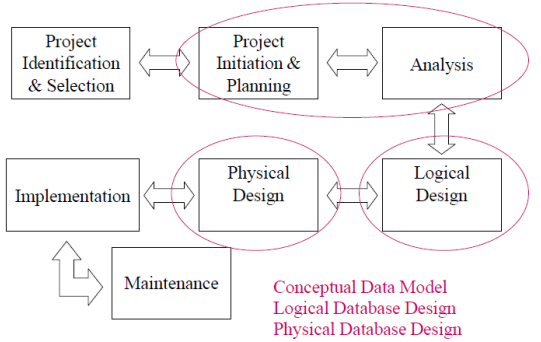 Project
Identification
& Selection
Project
Initiation &
Planning
Analysis
Implementation
Physical
Design
Logical
Design
Maintenance
Conceptual Data Model
Logical Database Design
Physical Database Design